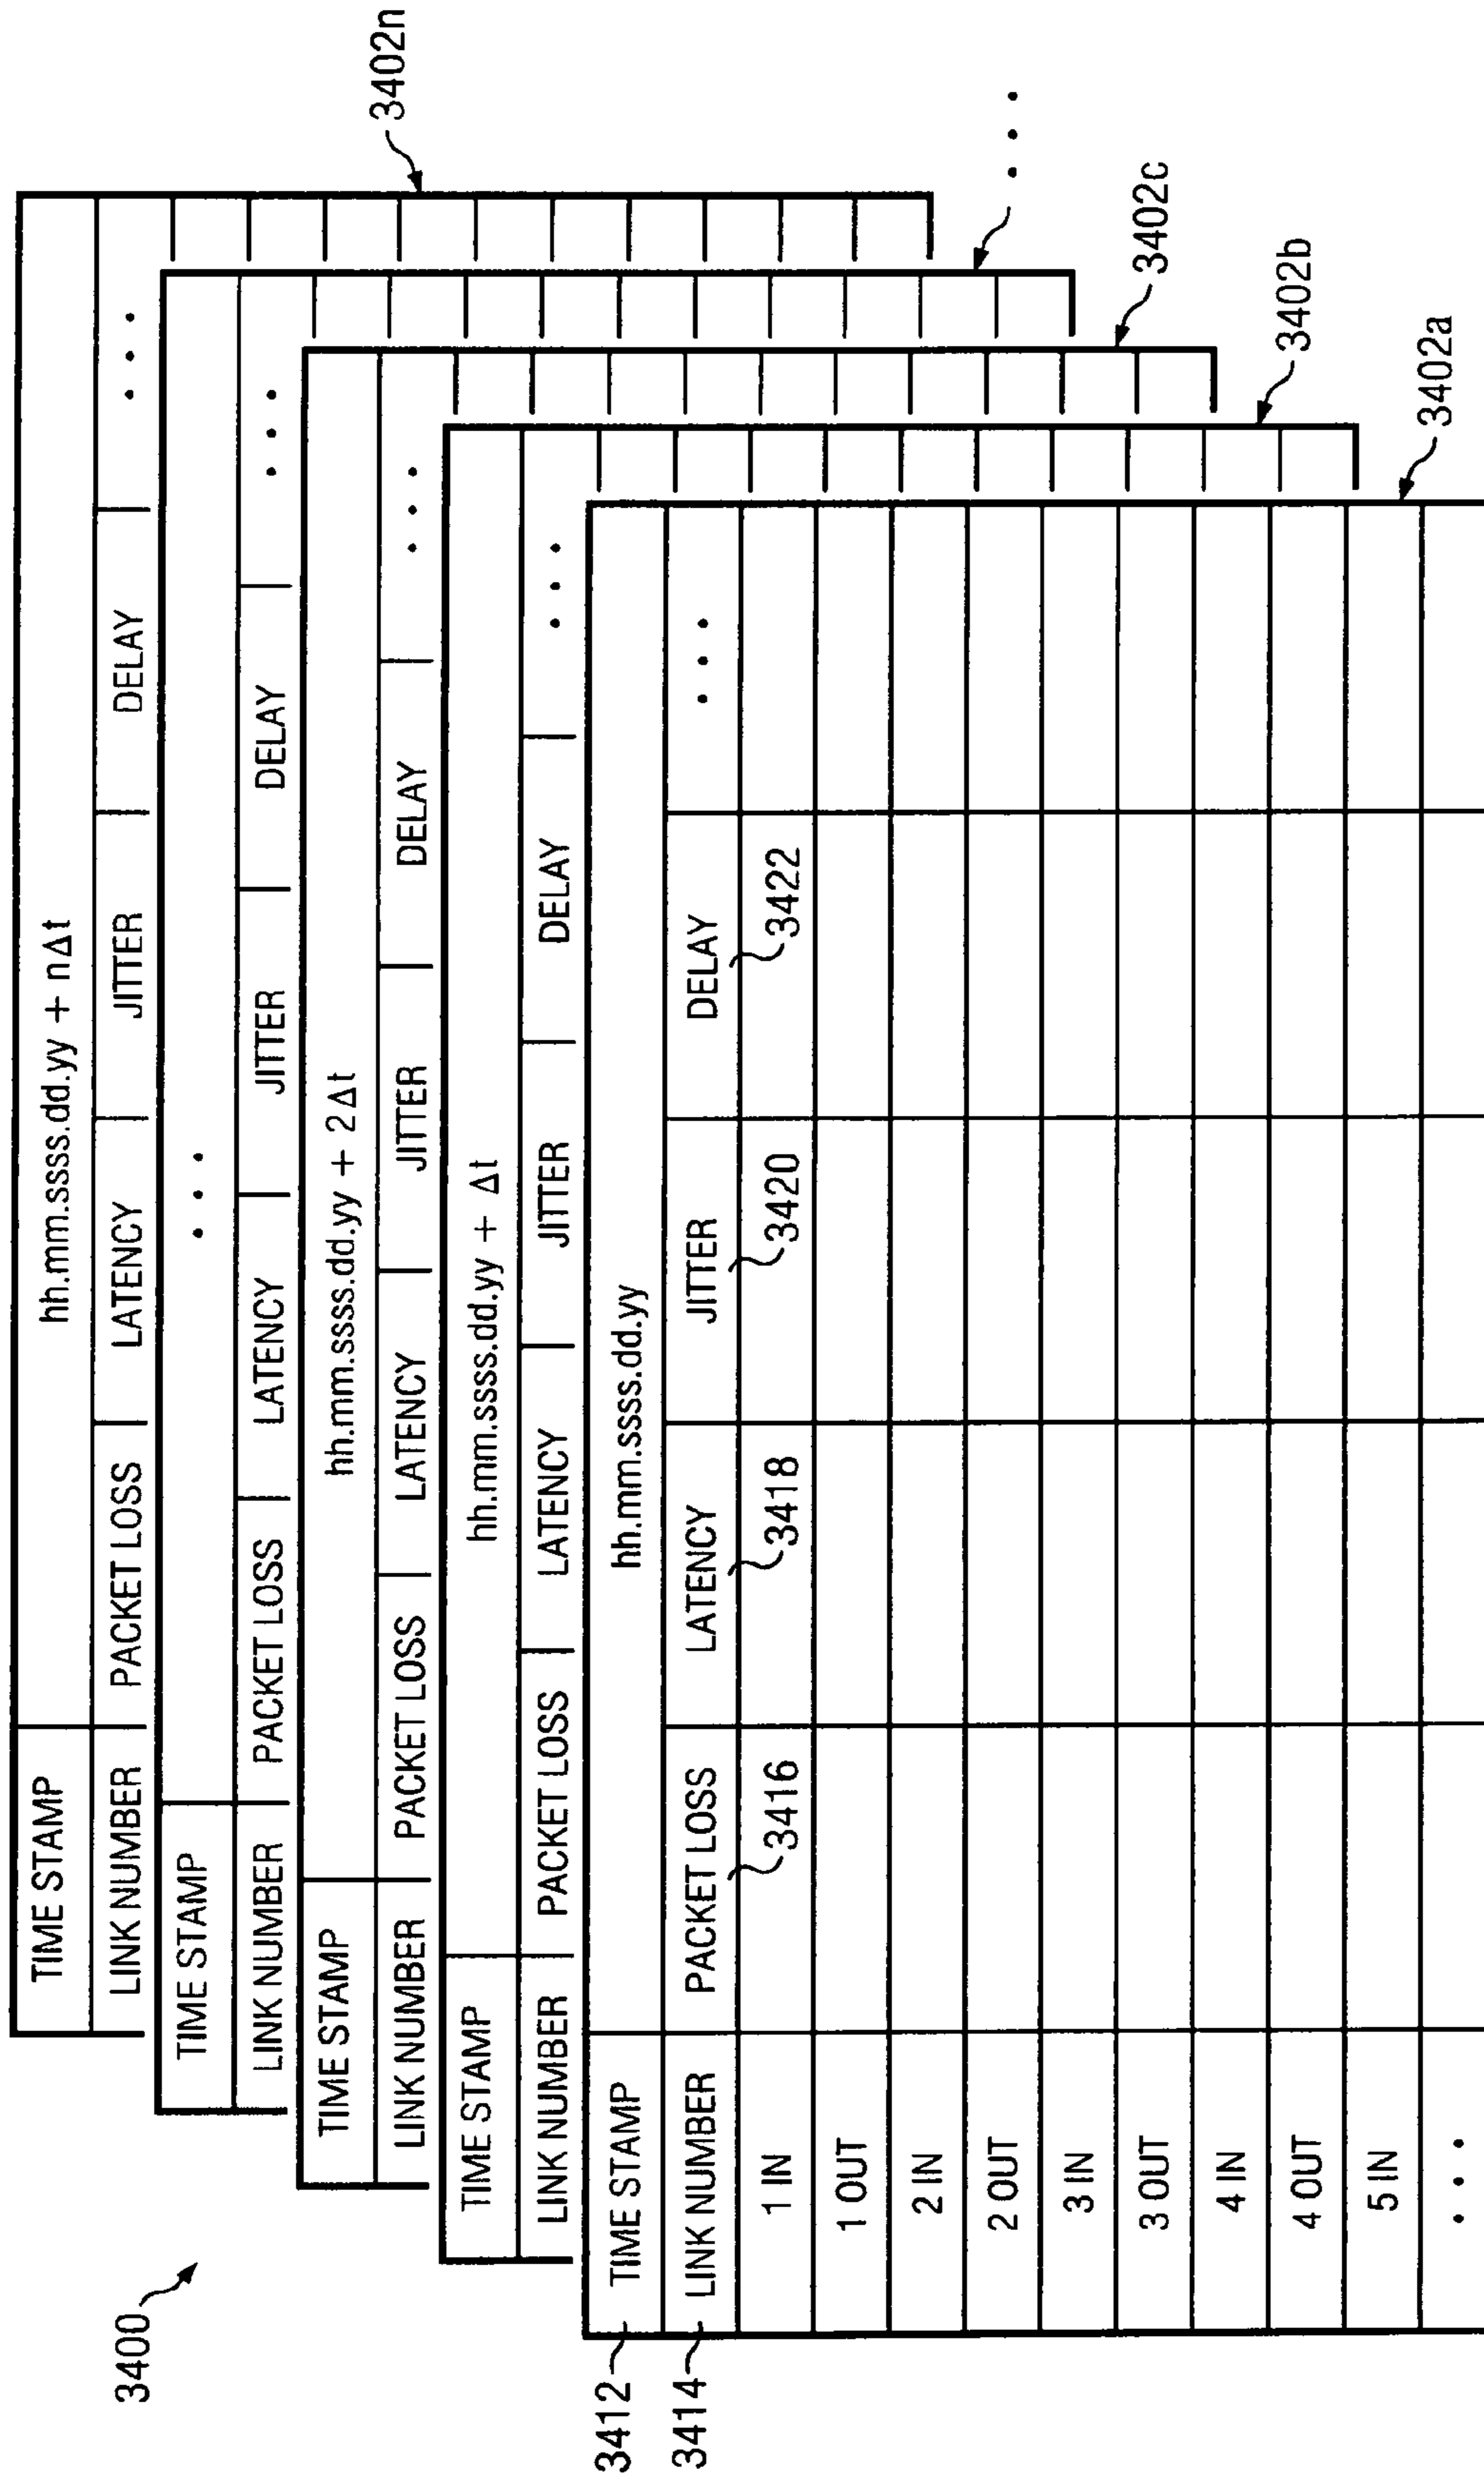 3400
TIME STAMP hh.mm.ssss.dd.yy + nΔt
LINK NUMBER PACKET LOSS LATENCY JITTER DELAY • • •
3402n
TIME STAMP • • •
LINK NUMBER PACKET LOSS LATENCY JITTER DELAY • • •
• • •
TIME STAMP hh.mm.ssss.dd.yy + 2Δt
LINK NUMBER PACKET LOSS LATENCY JITTER DELAY • • •
3402c
TIME STAMP hh.mm.ssss.dd.yy + Δt
LINK NUMBER PACKET LOSS LATENCY JITTER DELAY • • •
3402b
3412 TIME STAMP hh.mm.ssss.dd.yy
3414 LINK NUMBER PACKET LOSS LATENCY JITTER DELAY • • •
1 IN 3416 3418 3420 3422
1 OUT
2 IN
2 OUT
3 IN
3 OUT
4 IN
4 OUT
5 IN
3402a
• • •